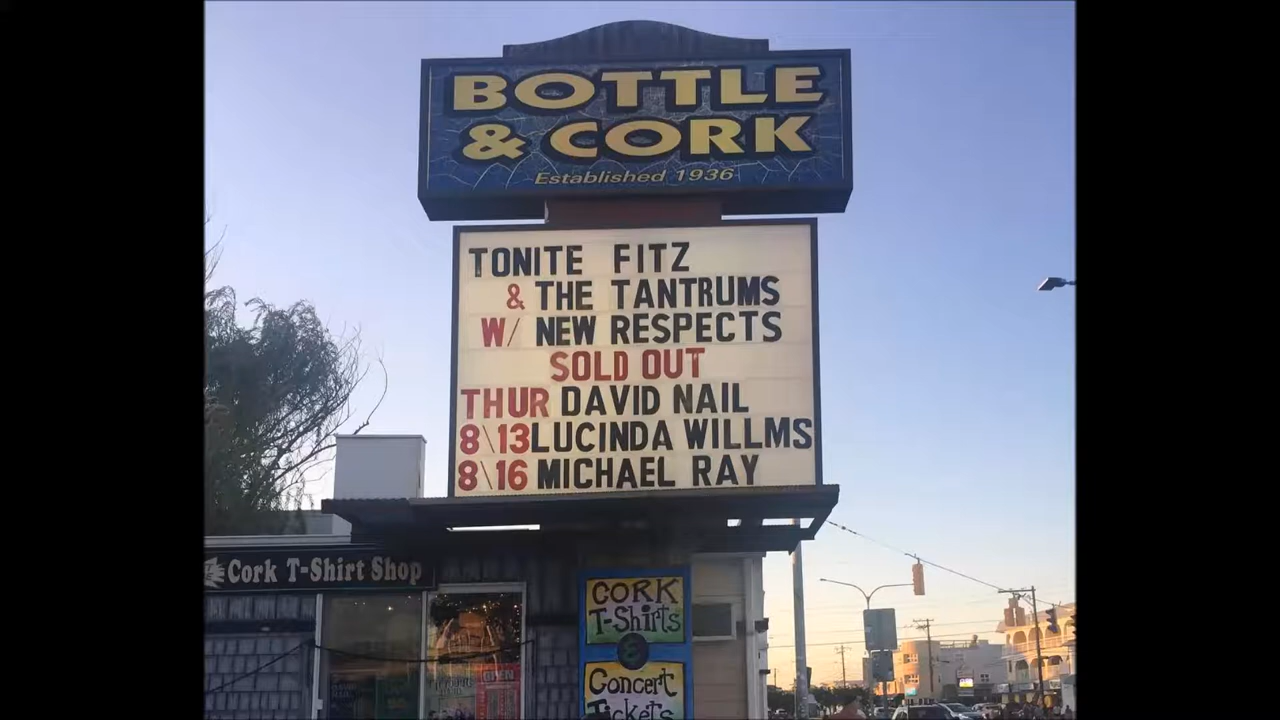 BOTTLE
& CORK
Established 1936
TONITE FITZ
& THE TANTRUMS
W/ NEW RESPECTS
SOLD OUT
THUR DAVID NAIL
8\13 LUCINDA WILLMS
8\16 MICHAEL RAY
Cork T-Shirt Shop
CORK
T-Shirts
Concert
Tickets
OPEN